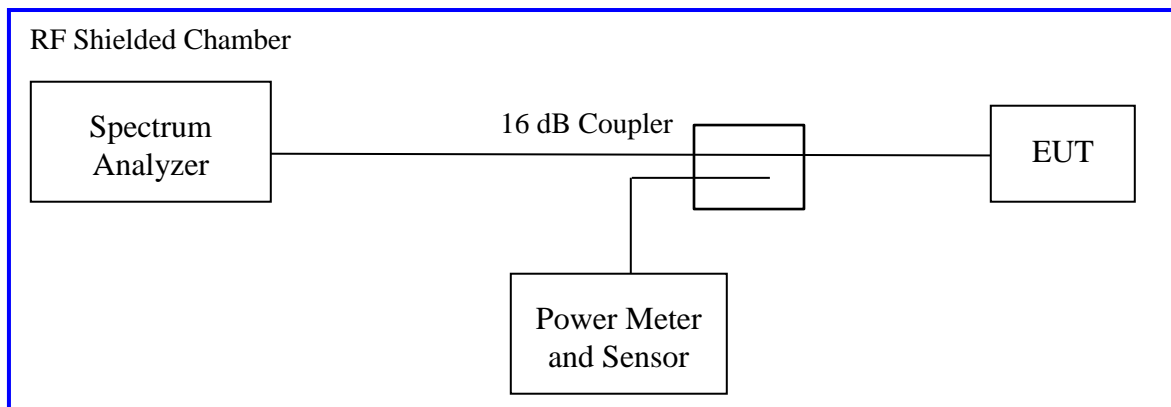 RF Shielded Chamber
Spectrum
Analyzer
16 dB Coupler
EUT
Power Meter
and Sensor